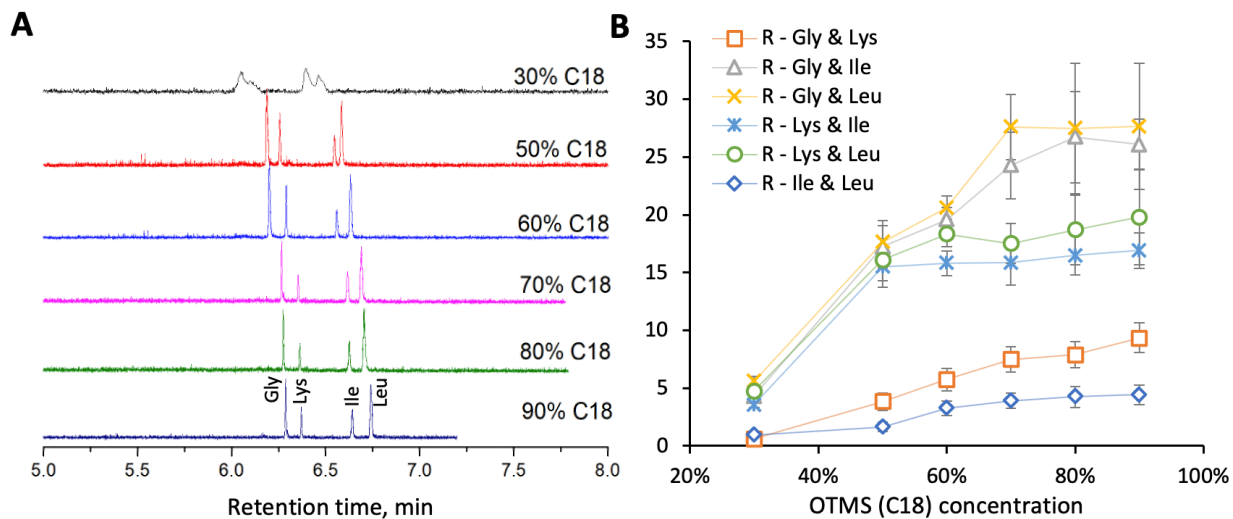 A
30% C18
50% C18
60% C18
70% C18
80% C18
90% C18
Gly
Lys
Ile
Leu
5.0 5.5 6.0 6.5 7.0 7.5 8.0
Retention time, min
B
R - Gly & Lys
R - Gly & Ile
R - Gly & Leu
R - Lys & Ile
R - Lys & Leu
R - Ile & Leu
35
30
25
20
15
10
5
0
20% 40% 60% 80% 100%
OTMS (C18) concentration